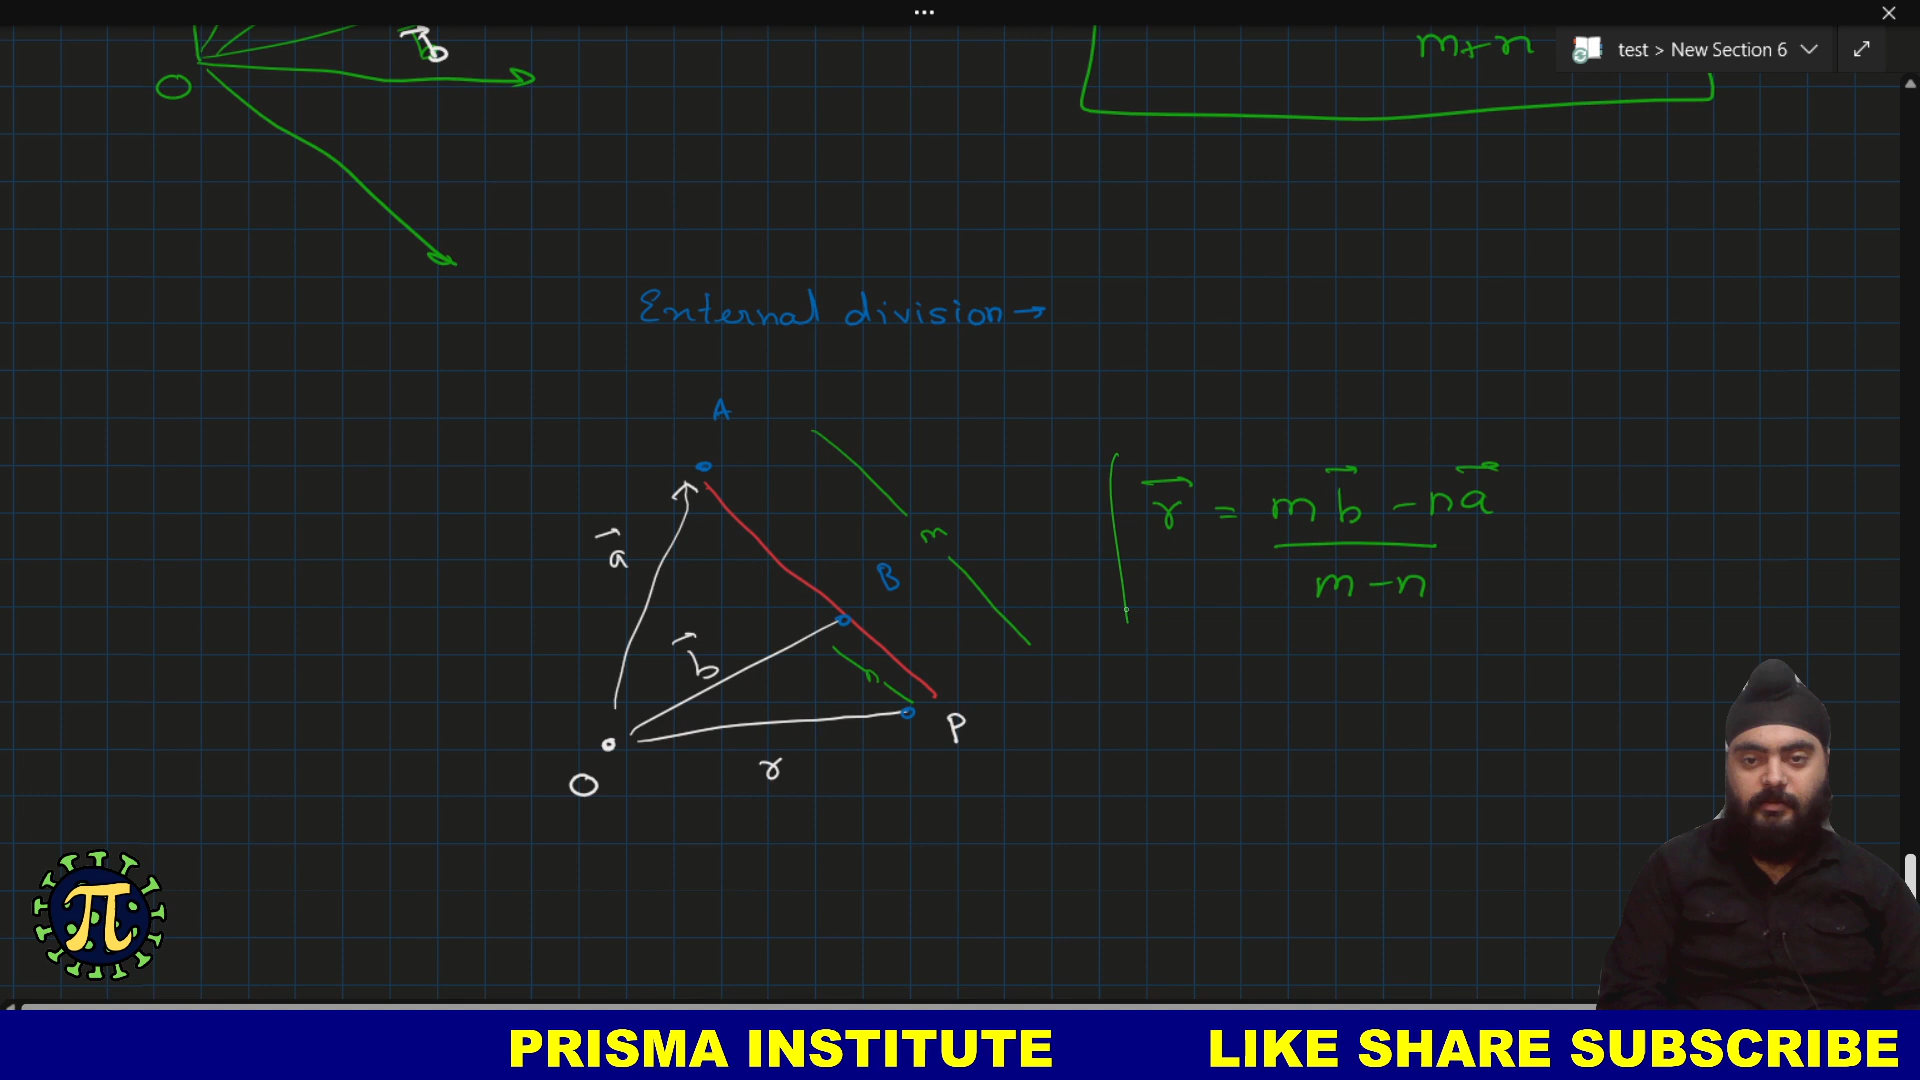 ...
b
m+n
test > New Section 6
O
External division →
A
m
r = mb - na
a
B
m - n
b
n
P
r
O
π
PRISMA INSTITUTE LIKE SHARE SUBSCRIBE